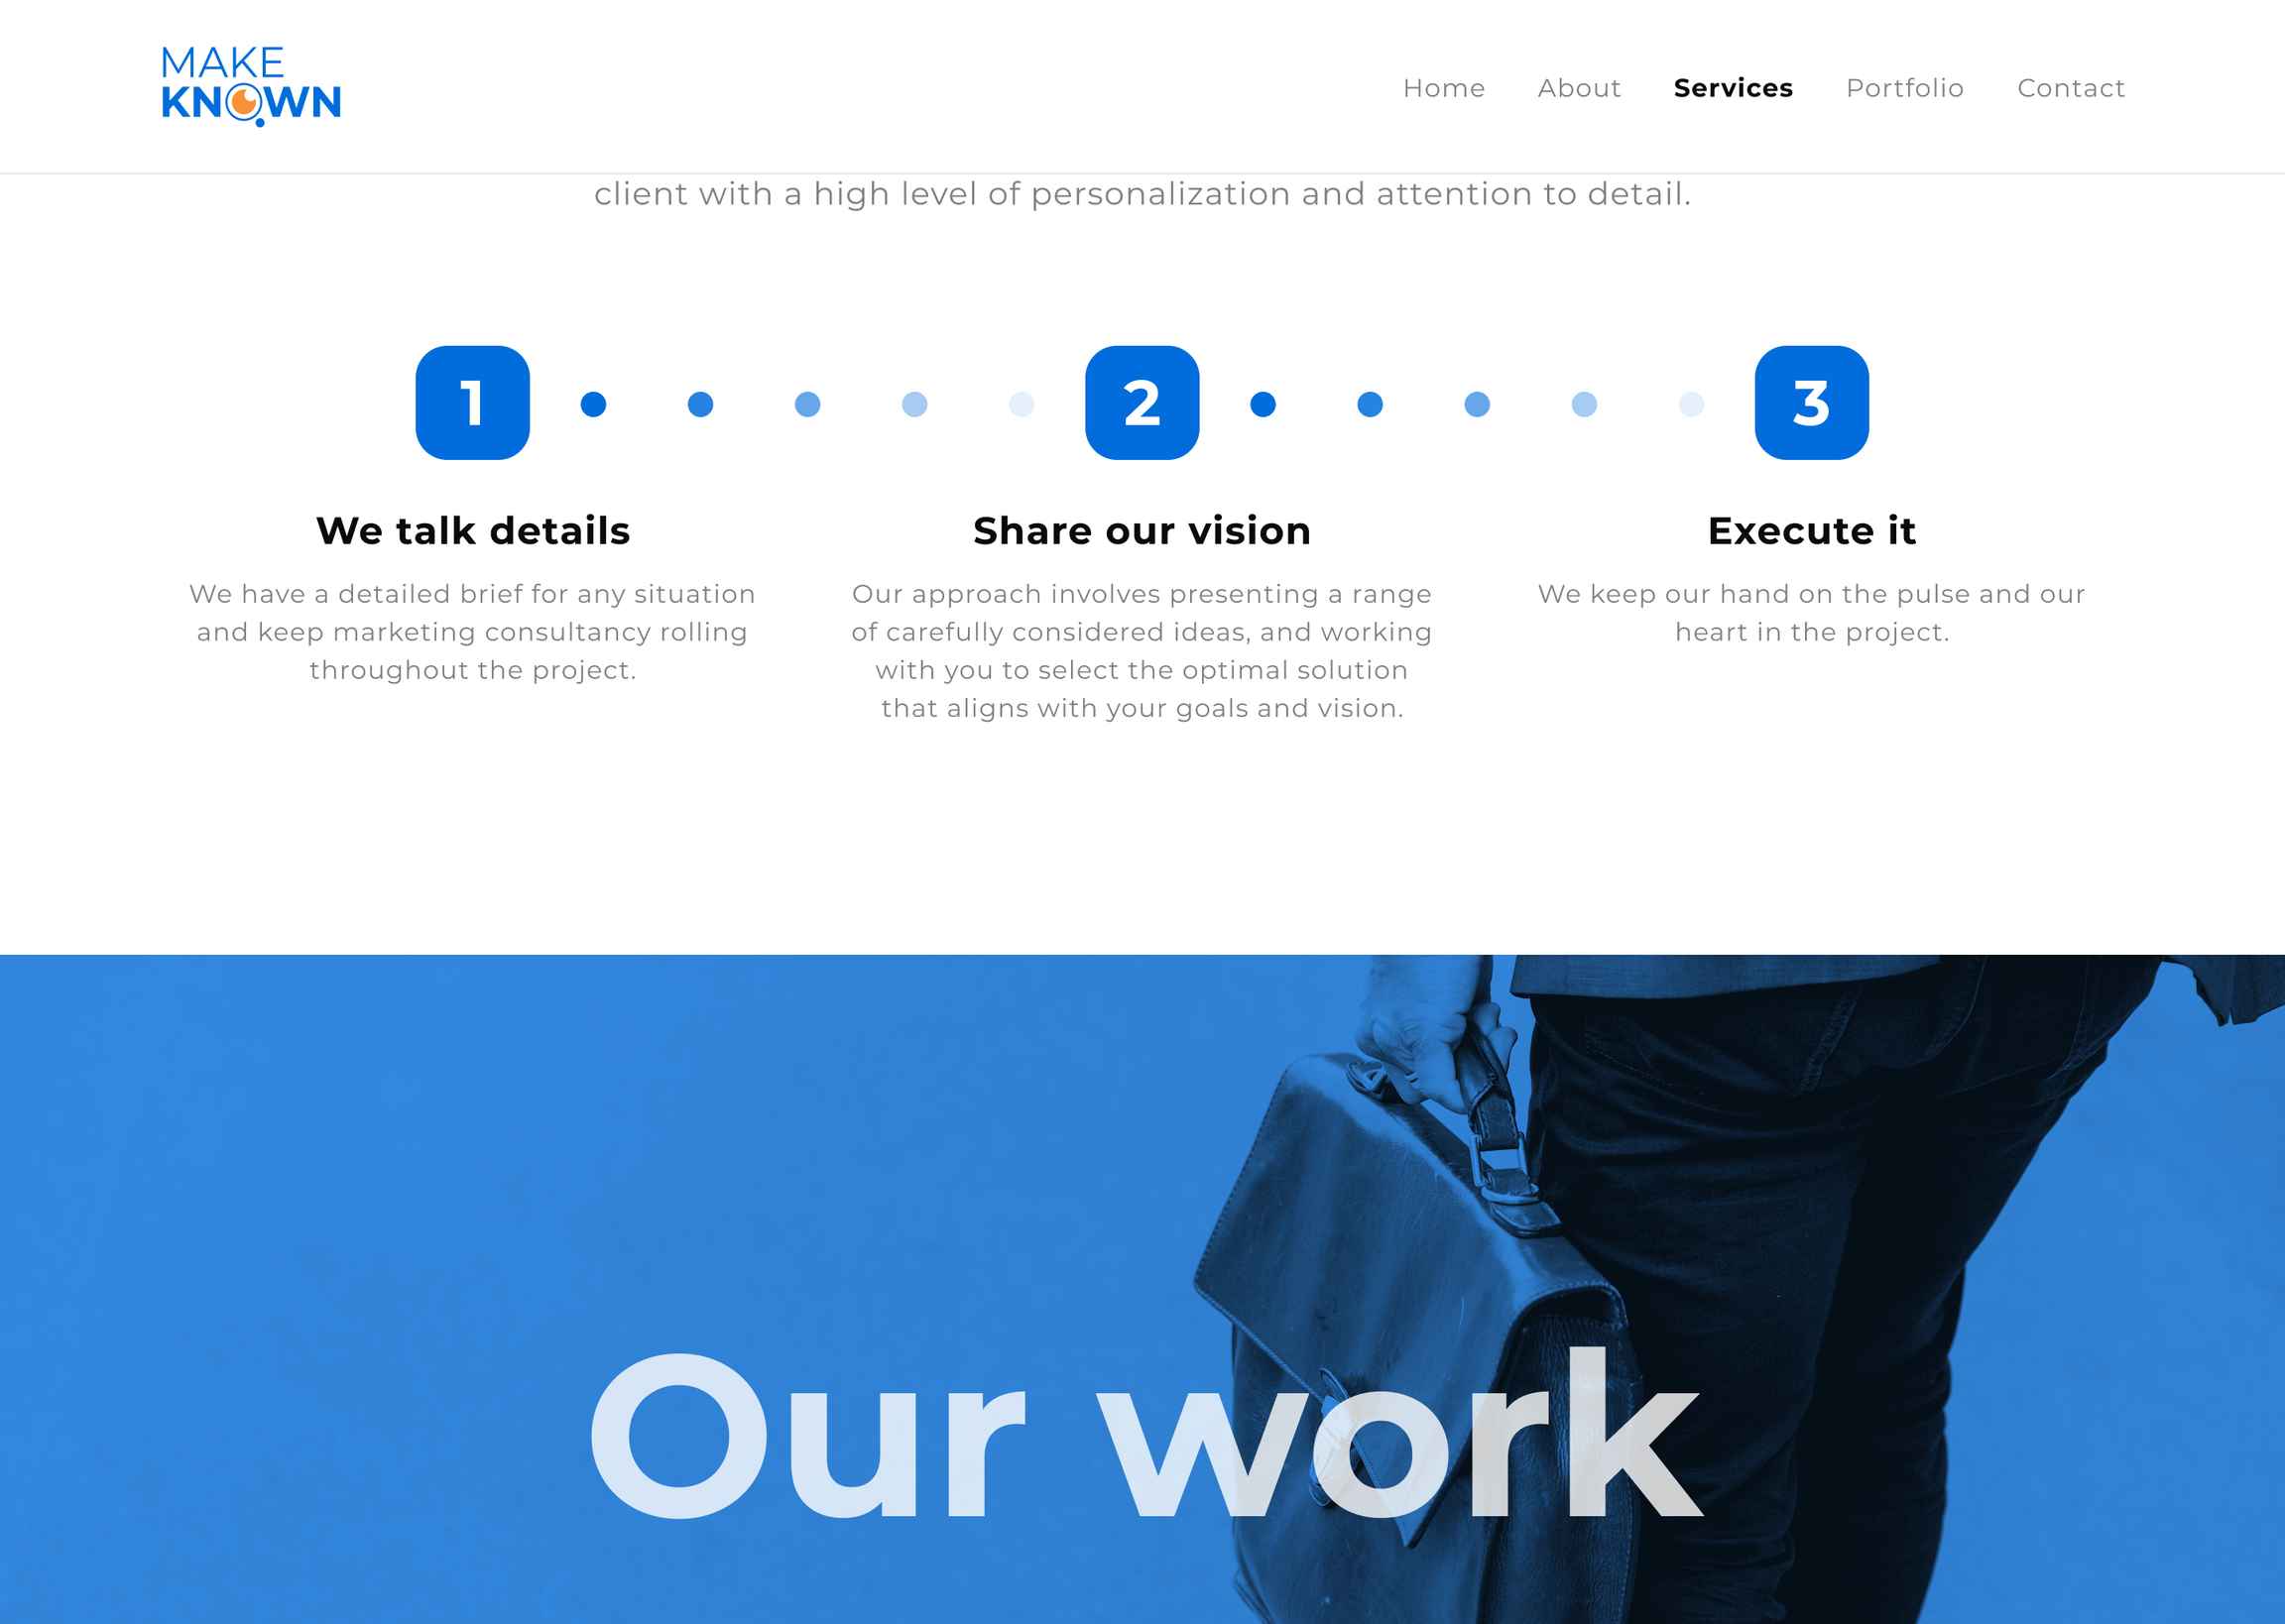 MAKE
KNOWN
Home About Services Portfolio Contact
client with a high level of personalization and attention to detail.
1 2 3
We talk details
We have a detailed brief for any situation
and keep marketing consultancy rolling
throughout the project.
Share our vision
Our approach involves presenting a range
of carefully considered ideas, and working
with you to select the optimal solution
that aligns with your goals and vision.
Execute it
We keep our hand on the pulse and our
heart in the project.
Our work